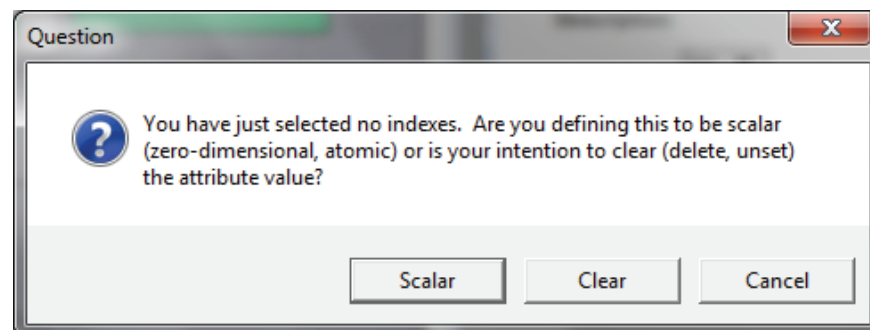 Question
You have just selected no indexes.  Are you defining this to be scalar
(zero-dimensional, atomic) or is your intention to clear (delete, unset)
the attribute value?
Scalar
Clear
Cancel